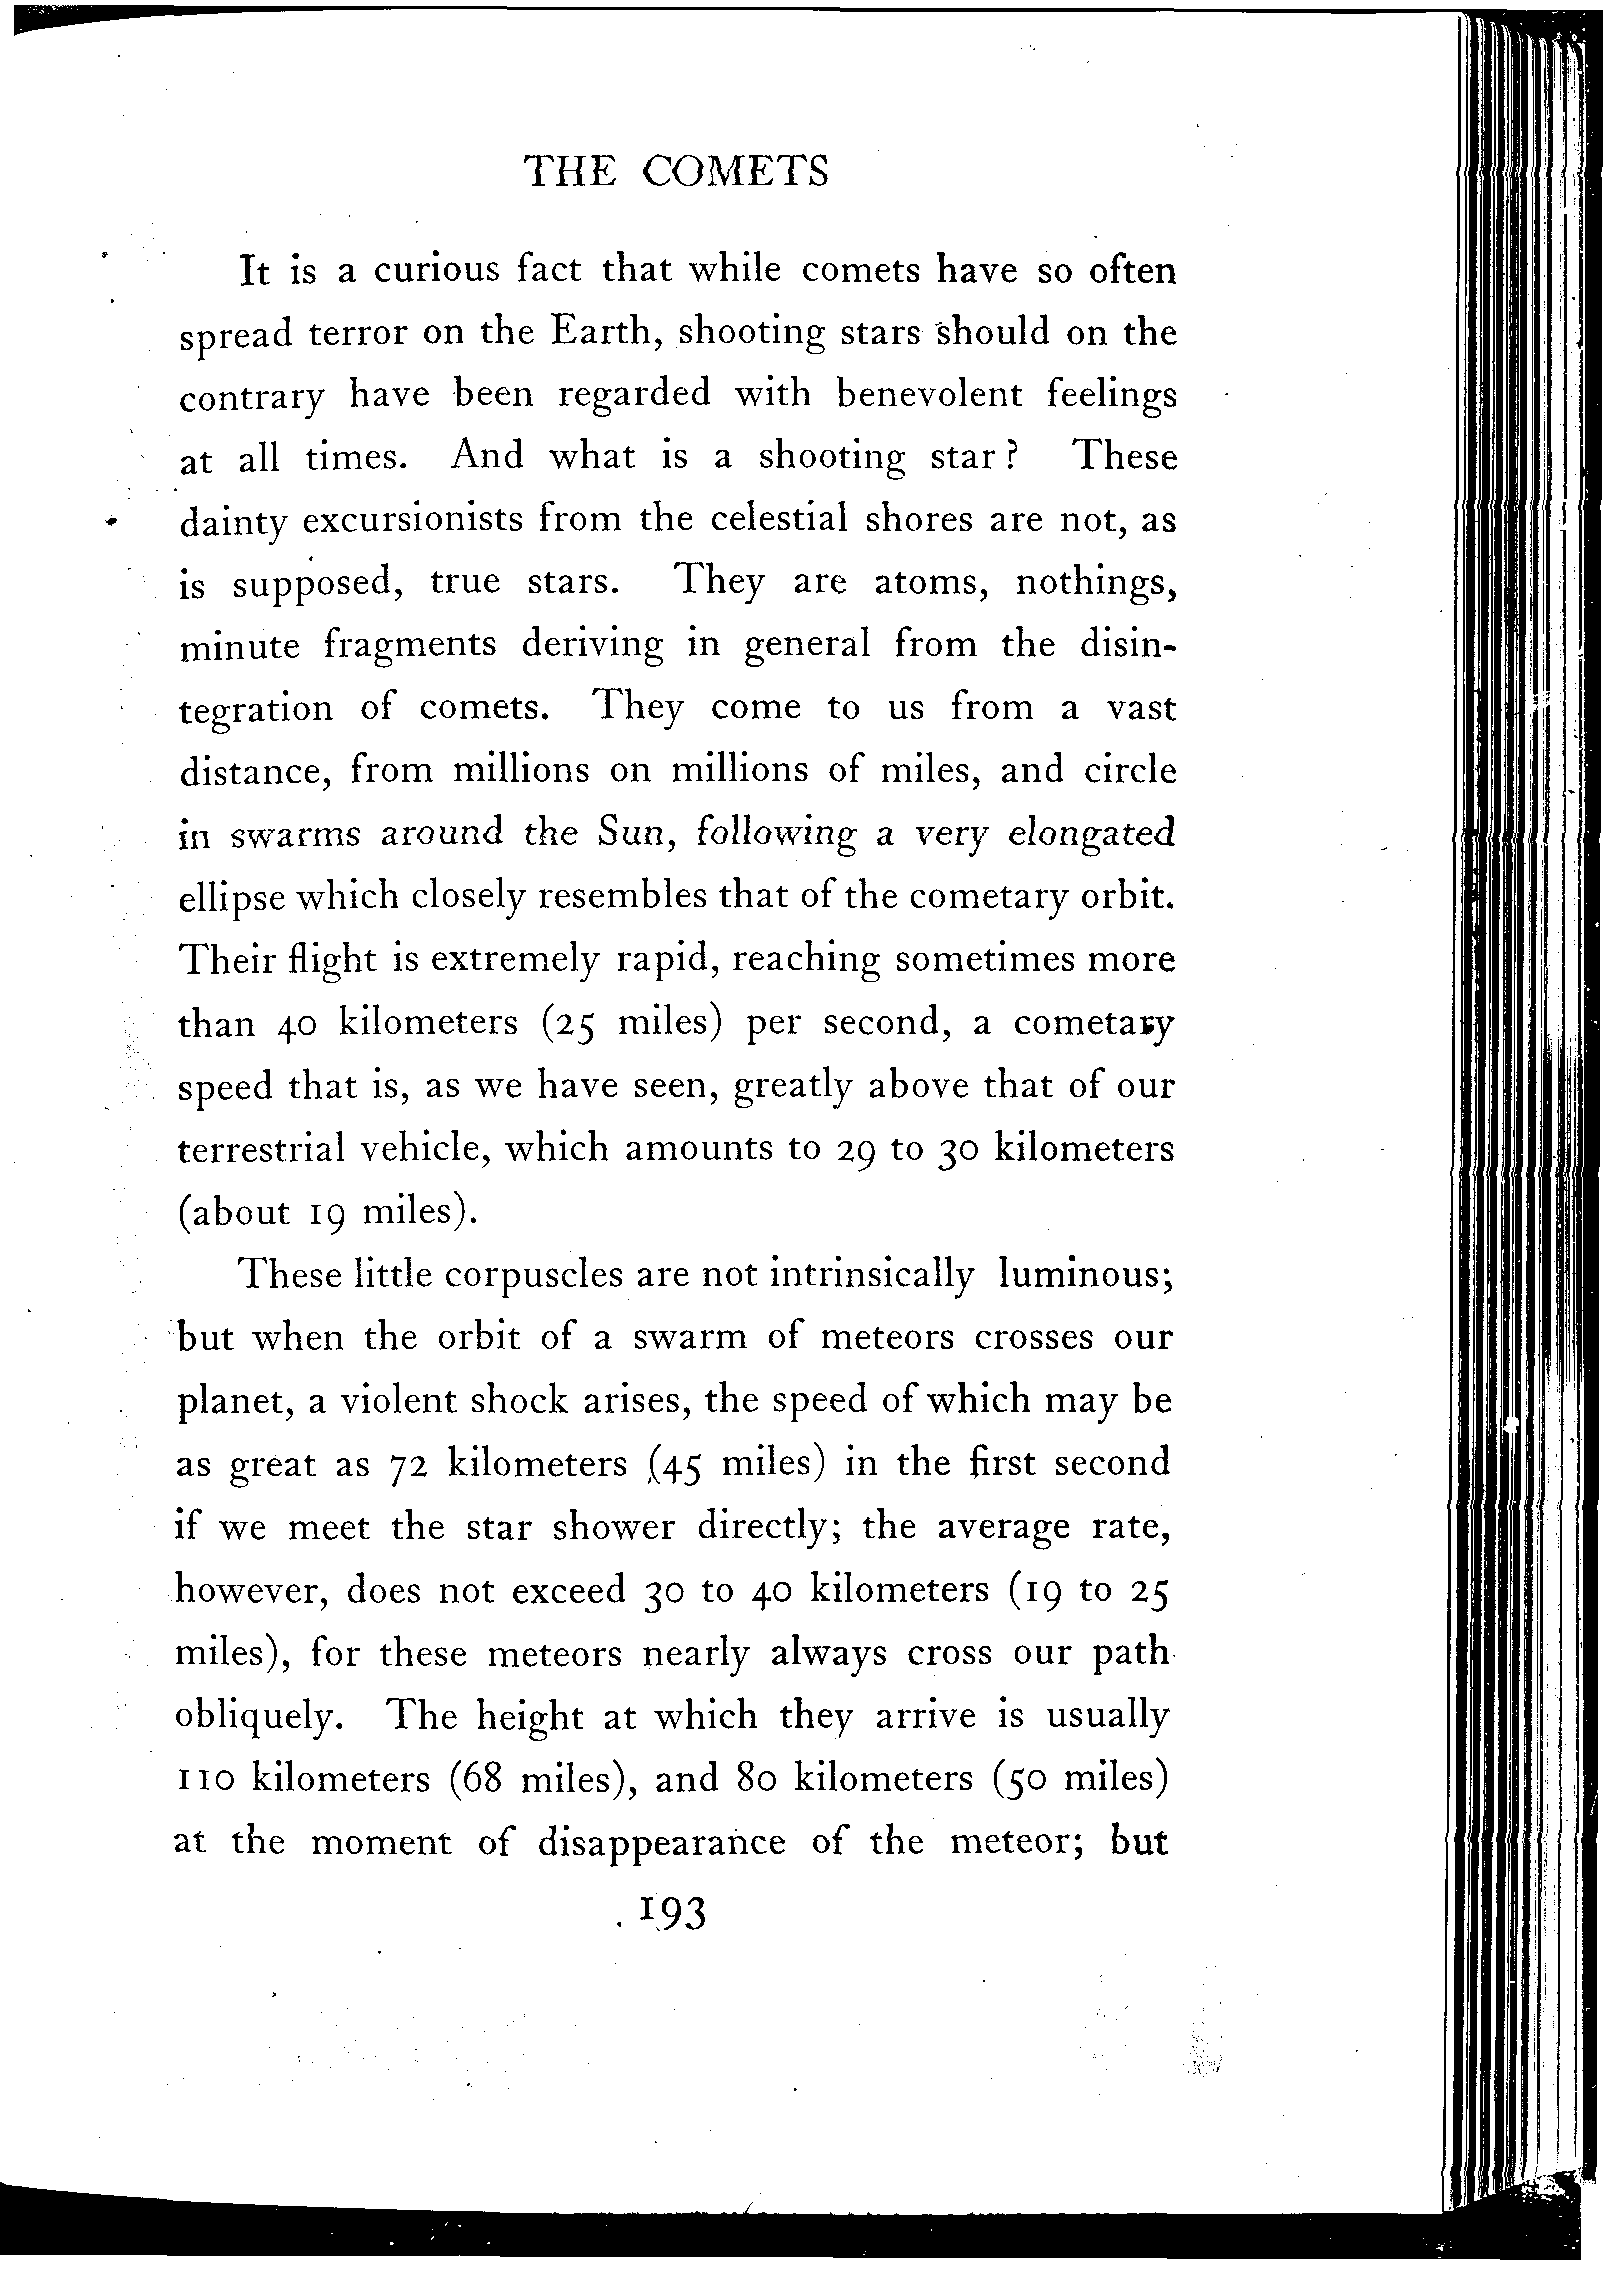 THE COMETS
It is a curious fact that while comets have so often
spread terror on the Earth, shooting stars should on the
contrary have been regarded with benevolent feelings
at all times. And what is a shooting star? These
dainty excursionists from the celestial shores are not, as
is supposed, true stars. They are atoms, nothings,
minute fragments deriving in general from the disin-
tegration of comets. They come to us from a vast
distance, from millions on millions of miles, and circle
in swarms around the Sun, following a very elongated
ellipse which closely resembles that of the cometary orbit.
Their flight is extremely rapid, reaching sometimes more
than 40 kilometers (25 miles) per second, a cometary
speed that is, as we have seen, greatly above that of our
terrestrial vehicle, which amounts to 29 to 30 kilometers
(about 19 miles).
These little corpuscles are not intrinsically luminous;
but when the orbit of a swarm of meteors crosses our
planet, a violent shock arises, the speed of which may be
as great as 72 kilometers (45 miles) in the first second
if we meet the star shower directly; the average rate,
however, does not exceed 30 to 40 kilometers (19 to 25
miles), for these meteors nearly always cross our path
obliquely. The height at which they arrive is usually
110 kilometers (68 miles), and 80 kilometers (50 miles)
at the moment of disappearance of the meteor; but
193